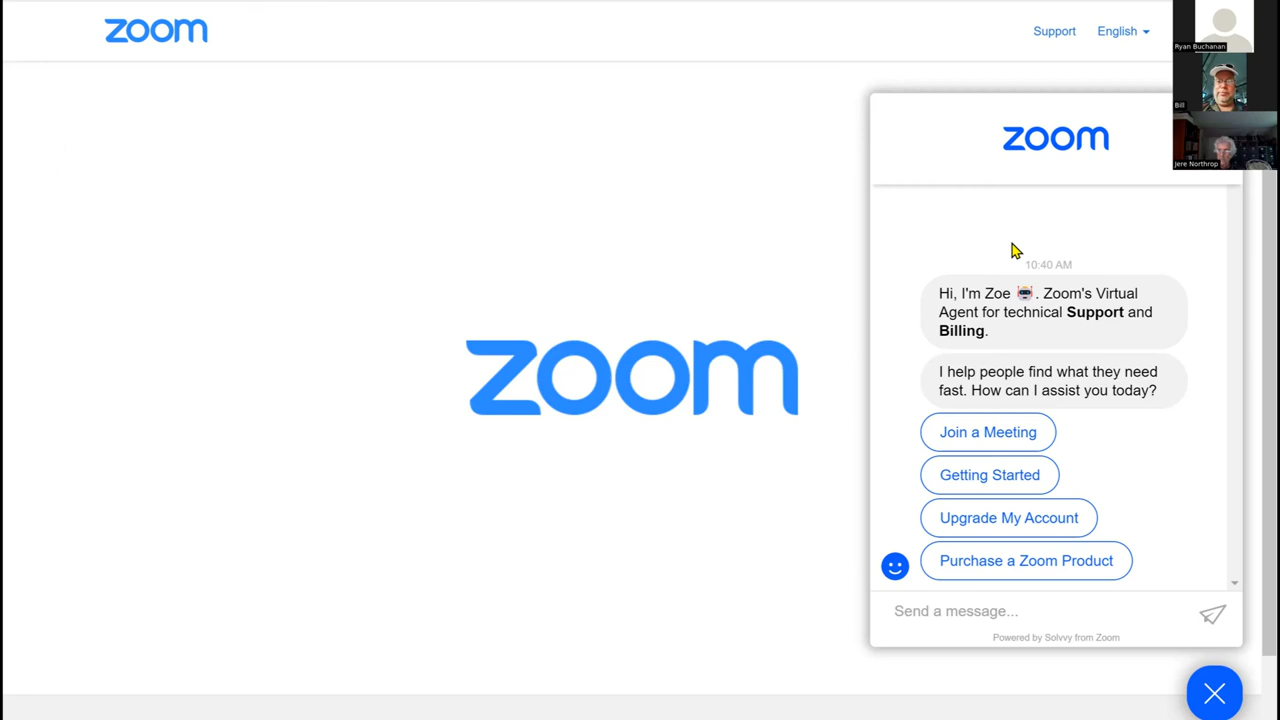 zoom
Support
English
Ryan Buchanan
Bill
Jere Northrop
zoom
zoom
10:40 AM
Hi, I'm Zoe 🤖. Zoom's Virtual
Agent for technical Support and
Billing.
I help people find what they need
fast. How can I assist you today?
Join a Meeting
Getting Started
Upgrade My Account
Purchase a Zoom Product
Send a message...
Powered by Solvvy from Zoom